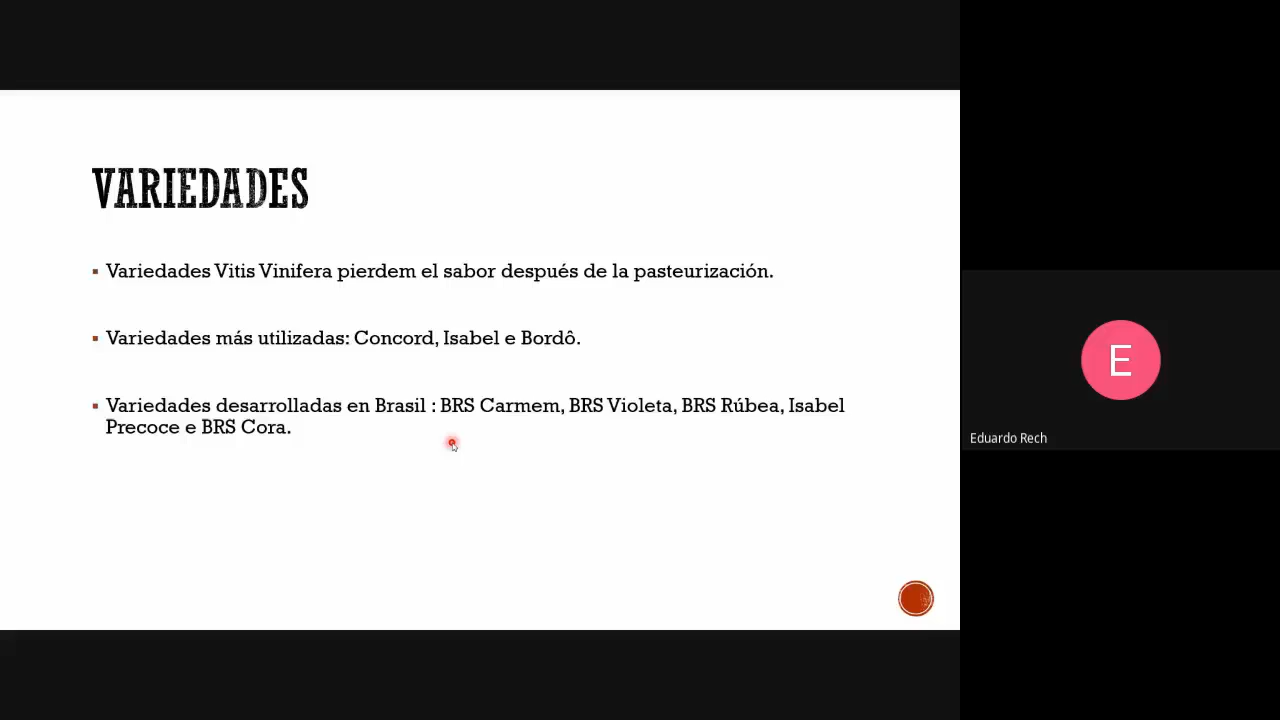 VARIEDADES
Variedades Vitis Vinifera pierdem el sabor después de la pasteurización.
Variedades más utilizadas: Concord, Isabel e Bordô.
Variedades desarrolladas en Brasil : BRS Carmem, BRS Violeta, BRS Rúbea, Isabel
Precoce e BRS Cora.
E
Eduardo Rech